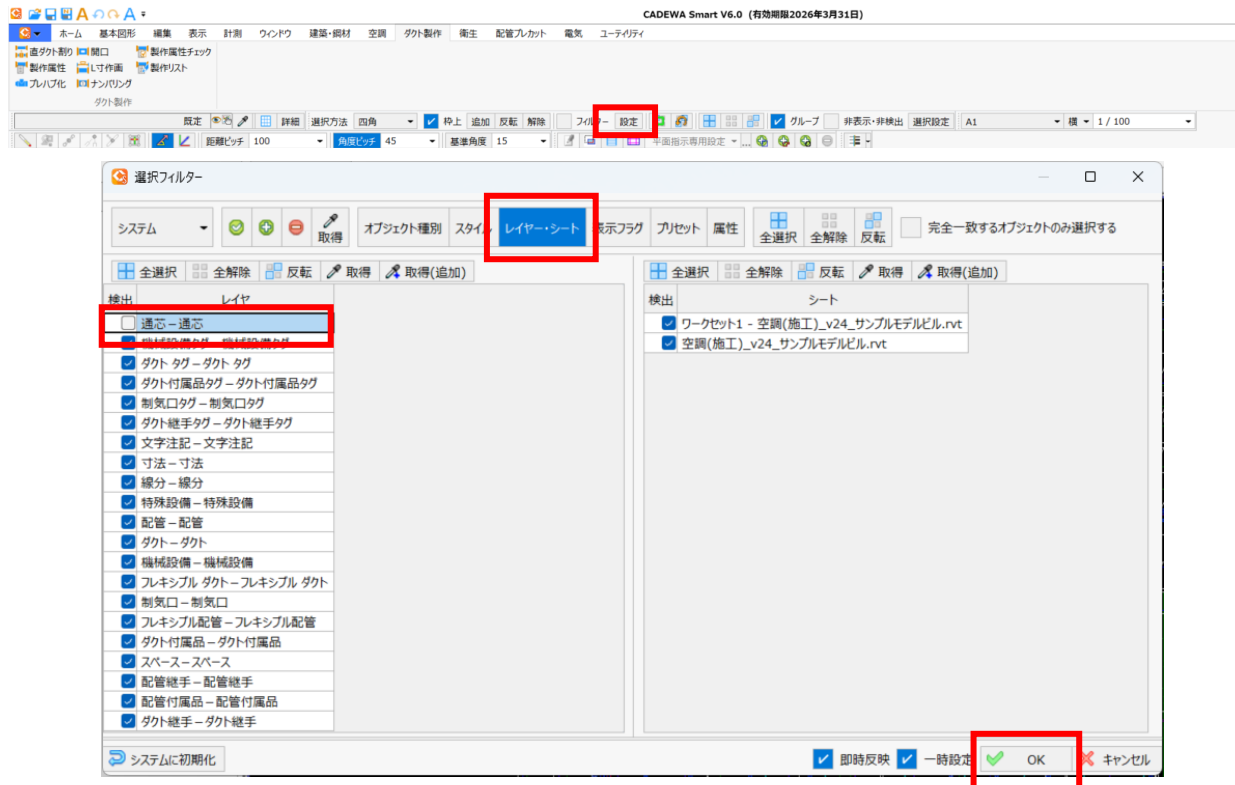 CADEWA Smart V6.0 (有効期限2026年3月31日)
ホーム 基本図形 編集 表示 計測 ウィンドウ 建築・鋼材 空調 ダクト製作 衛生 配管プレカット 電気 ユーティリティ
直ダクト割り 開口 製作属性チェック
製作属性 L寸作画 製作リスト
プレハブ化 ナンバリング
ダクト製作
既定 詳細 選択方法 四角 枠上 追加 反転 解除 フィルター 設定 グループ 非表示・非検出 選択設定 A1 横 1 / 100
距離ピッチ 100 角度ピッチ 45 基準角度 15 平面指示専用設定 ...
選択フィルター
システム 取得 オブジェクト種別 スタイル レイヤー・シート 表示フラグ プリセット 属性 全選択 全解除 反転 完全一致するオブジェクトのみ選択する
全選択 全解除 反転 取得 取得(追加)
検出 レイヤ
通芯 – 通芯
機械設備タグ – 機械設備タグ
ダクト タグ – ダクト タグ
ダクト付属品タグ – ダクト付属品タグ
制気口タグ – 制気口タグ
ダクト継手タグ – ダクト継手タグ
文字注記 – 文字注記
寸法 – 寸法
線分 – 線分
特殊設備 – 特殊設備
配管 – 配管
ダクト – ダクト
機械設備 – 機械設備
フレキシブル ダクト – フレキシブル ダクト
制気口 – 制気口
フレキシブル配管 – フレキシブル配管
ダクト付属品 – ダクト付属品
スペース – スペース
配管継手 – 配管継手
配管付属品 – 配管付属品
ダクト継手 – ダクト継手
全選択 全解除 反転 取得 取得(追加)
検出 シート
ワークセット1 - 空調(施工)_v24_サンプルモデルビル.rvt
空調(施工)_v24_サンプルモデルビル.rvt
システムに初期化 即時反映 一時設定 OK キャンセル